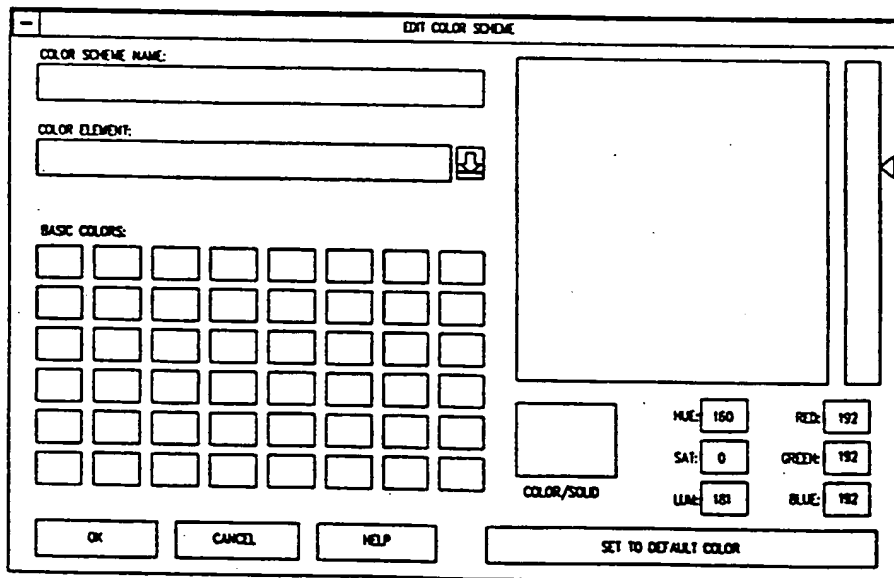 EDIT COLOR SCHEME
COLOR SCHEME NAME:
COLOR ELEMENT:
BASIC COLORS:
HUE: 160 RED: 192
SAT: 0 GREEN: 192
LUM: 181 BLUE: 192
COLOR/SOLID
OK CANCEL HELP SET TO DEFAULT COLOR